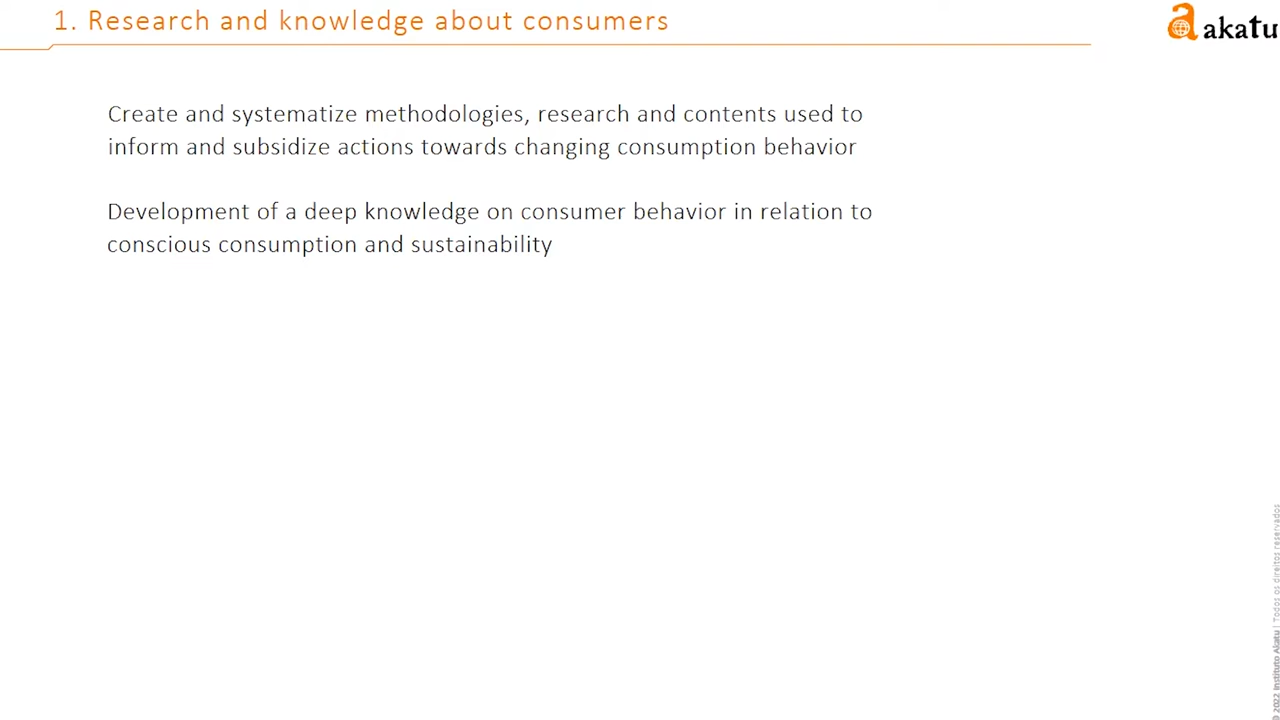 1. Research and knowledge about consumers
akatu
Create and systematize methodologies, research and contents used to
inform and subsidize actions towards changing consumption behavior
Development of a deep knowledge on consumer behavior in relation to
conscious consumption and sustainability
© 2022 Instituto Akatu | Todos os direitos reservados